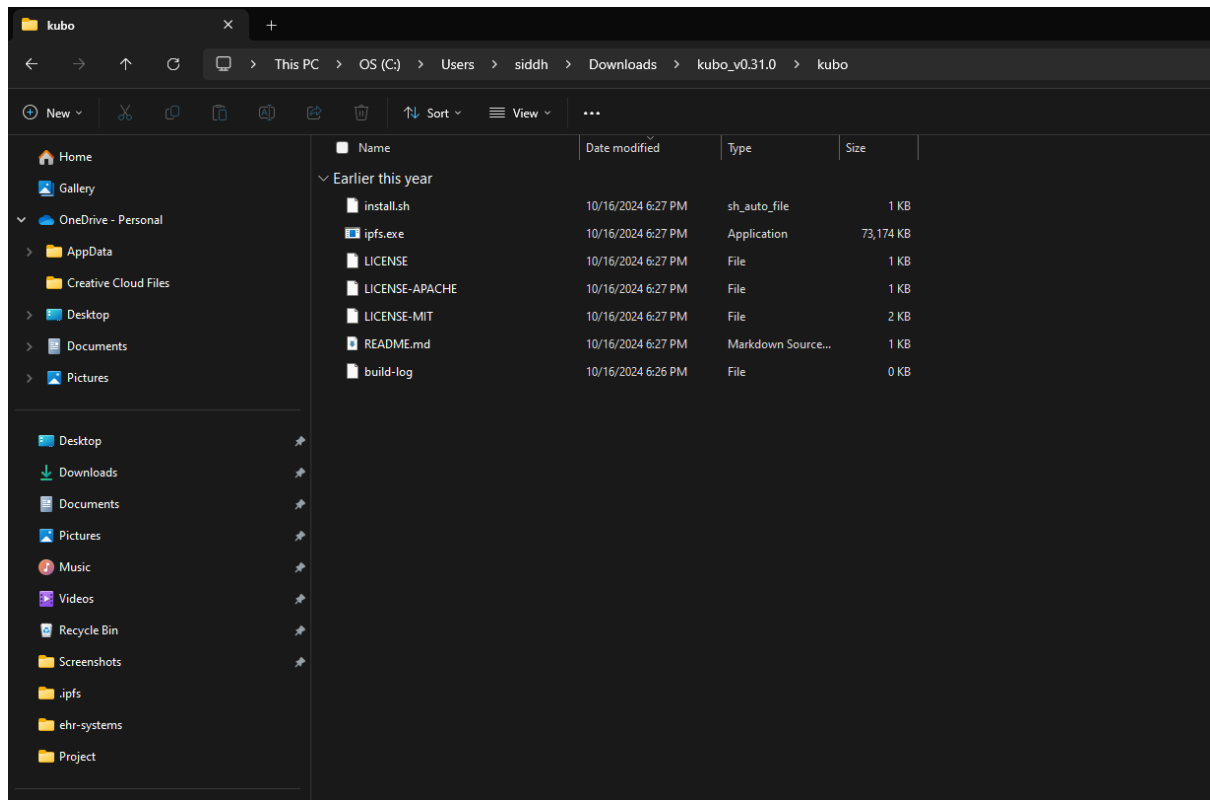 kubo
This PC > OS (C:) > Users > siddh > Downloads > kubo_v0.31.0 > kubo
New Sort View ...
Home
Gallery
OneDrive - Personal
AppData
Creative Cloud Files
Desktop
Documents
Pictures
Desktop
Downloads
Documents
Pictures
Music
Videos
Recycle Bin
Screenshots
.ipfs
ehr-systems
Project
Name Date modified Type Size
Earlier this year
install.sh 10/16/2024 6:27 PM sh_auto_file 1 KB
ipfs.exe 10/16/2024 6:27 PM Application 73,174 KB
LICENSE 10/16/2024 6:27 PM File 1 KB
LICENSE-APACHE 10/16/2024 6:27 PM File 1 KB
LICENSE-MIT 10/16/2024 6:27 PM File 2 KB
README.md 10/16/2024 6:27 PM Markdown Source... 1 KB
build-log 10/16/2024 6:26 PM File 0 KB